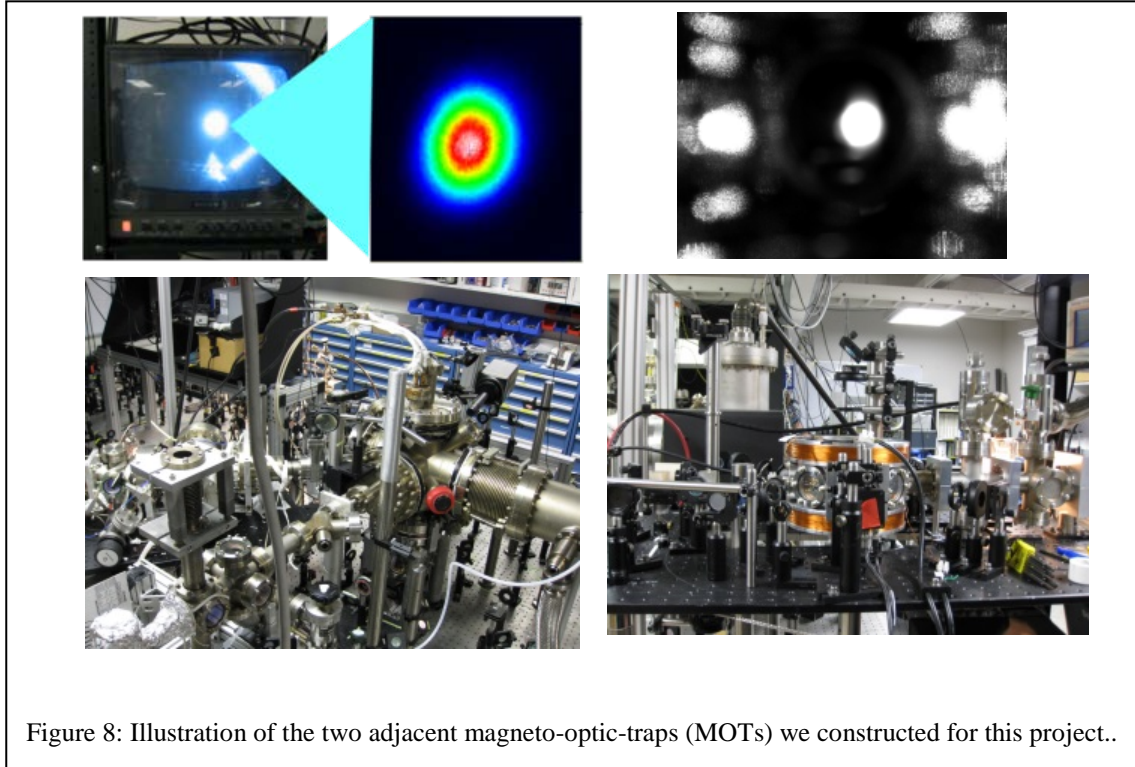 Figure 8: Illustration of the two adjacent magneto-optic-traps (MOTs) we constructed for this project..